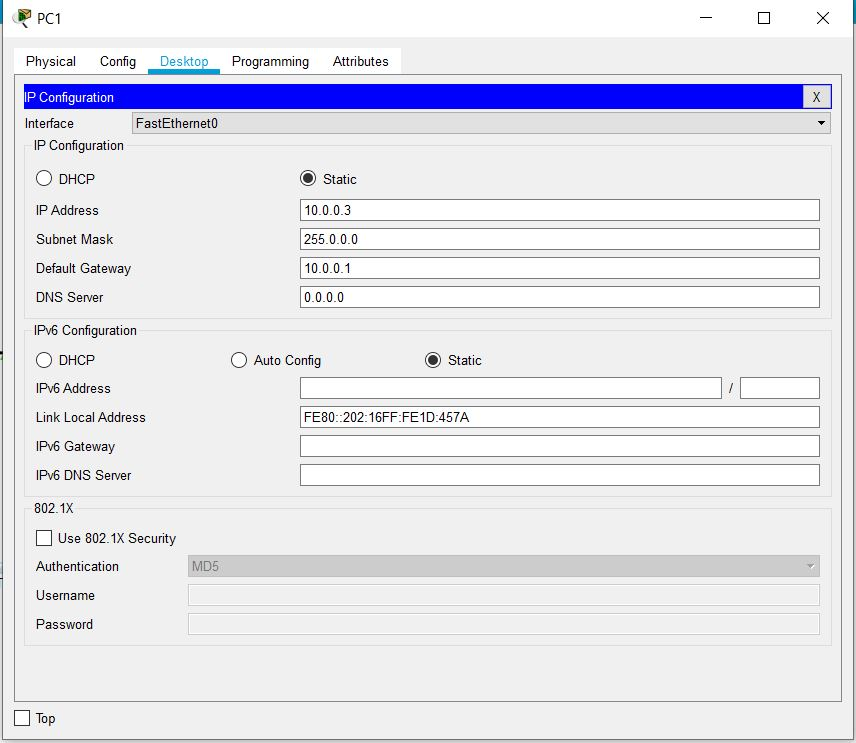 PC1
Physical Config Desktop Programming Attributes
IP Configuration X
Interface FastEthernet0
IP Configuration
DHCP Static
IP Address 10.0.0.3
Subnet Mask 255.0.0.0
Default Gateway 10.0.0.1
DNS Server 0.0.0.0
IPv6 Configuration
DHCP Auto Config Static
IPv6 Address /
Link Local Address FE80::202:16FF:FE1D:457A
IPv6 Gateway
IPv6 DNS Server
802.1X
Use 802.1X Security
Authentication MD5
Username
Password
Top